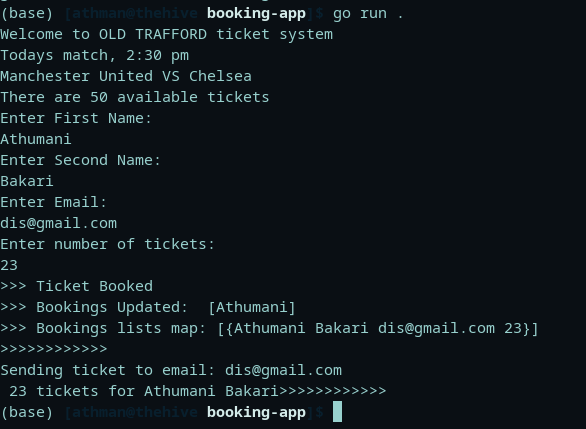 (base) [athman@thehive booking-app]$ go run .
Welcome to OLD TRAFFORD ticket system
Todays match, 2:30 pm
Manchester United VS Chelsea
There are 50 available tickets
Enter First Name:
Athumani
Enter Second Name:
Bakari
Enter Email:
dis@gmail.com
Enter number of tickets:
23
>>> Ticket Booked
>>> Bookings Updated:  [Athumani]
>>> Bookings lists map: [{Athumani Bakari dis@gmail.com 23}]
>>>>>>>>>>>>
Sending ticket to email: dis@gmail.com
 23 tickets for Athumani Bakari>>>>>>>>>>>>
(base) [athman@thehive booking-app]$